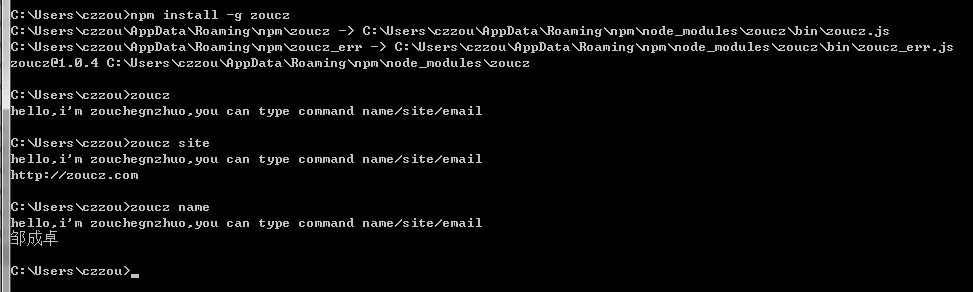 C:\Users\czzou>npm install -g zoucz
C:\Users\czzou\AppData\Roaming\npm\zoucz -> C:\Users\czzou\AppData\Roaming\npm\node_modules\zoucz\bin\zoucz.js
C:\Users\czzou\AppData\Roaming\npm\zoucz_err -> C:\Users\czzou\AppData\Roaming\npm\node_modules\zoucz\bin\zoucz_err.js
zoucz@1.0.4 C:\Users\czzou\AppData\Roaming\npm\node_modules\zoucz
C:\Users\czzou>zoucz
hello,i'm zouchegnzhuo,you can type command name/site/email
C:\Users\czzou>zoucz site
hello,i'm zouchegnzhuo,you can type command name/site/email
http://zoucz.com
C:\Users\czzou>zoucz name
hello,i'm zouchegnzhuo,you can type command name/site/email
邹成卓
C:\Users\czzou>_